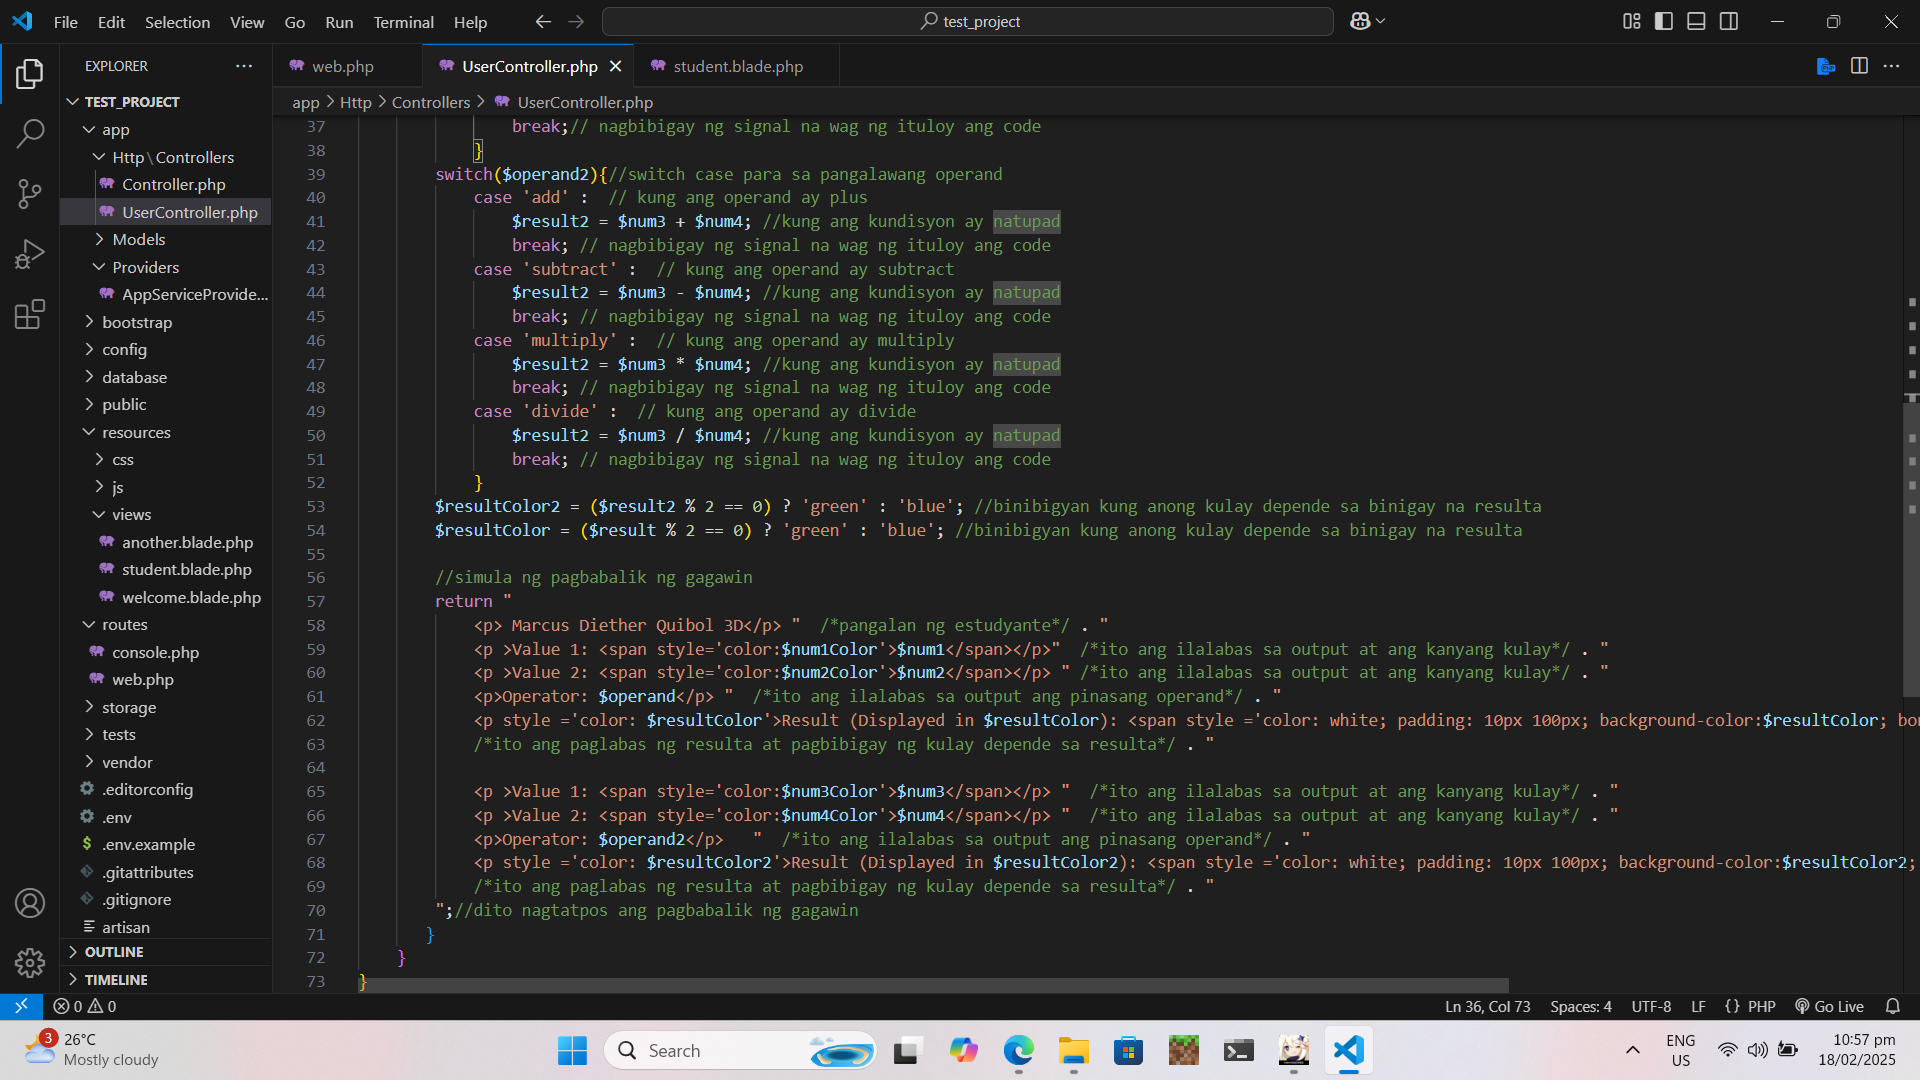 File Edit Selection View Go Run Terminal Help
test_project
EXPLORER
TEST_PROJECT
app
Http\Controllers
Controller.php
UserController.php
Models
Providers
AppServiceProvide...
bootstrap
config
database
public
resources
css
js
views
another.blade.php
student.blade.php
welcome.blade.php
routes
console.php
web.php
storage
tests
vendor
.editorconfig
.env
.env.example
.gitattributes
.gitignore
artisan
OUTLINE
TIMELINE
web.php UserController.php student.blade.php
app > Http > Controllers > UserController.php
37 break;// nagbibigay ng signal na wag ng ituloy ang code
38 }
39 switch($operand2){//switch case para sa pangalawang operand
40 case 'add' :  // kung ang operand ay plus
41 $result2 = $num3 + $num4; //kung ang kundisyon ay natupad
42 break; // nagbibigay ng signal na wag ng ituloy ang code
43 case 'subtract' :  // kung ang operand ay subtract
44 $result2 = $num3 - $num4; //kung ang kundisyon ay natupad
45 break; // nagbibigay ng signal na wag ng ituloy ang code
46 case 'multiply' :  // kung ang operand ay multiply
47 $result2 = $num3 * $num4; //kung ang kundisyon ay natupad
48 break; // nagbibigay ng signal na wag ng ituloy ang code
49 case 'divide' :  // kung ang operand ay divide
50 $result2 = $num3 / $num4; //kung ang kundisyon ay natupad
51 break; // nagbibigay ng signal na wag ng ituloy ang code
52 }
53 $resultColor2 = ($result2 % 2 == 0) ? 'green' : 'blue'; //binibigyan kung anong kulay depende sa binigay na resulta
54 $resultColor = ($result % 2 == 0) ? 'green' : 'blue'; //binibigyan kung anong kulay depende sa binigay na resulta
55
56 //simula ng pagbabalik ng gagawin
57 return "
58 <p> Marcus Diether Quibol 3D</p> "  /*pangalan ng estudyante*/ . "
59 <p >Value 1: <span style='color:$num1Color'>$num1</span></p>"  /*ito ang ilalabas sa output at ang kanyang kulay*/ . "
60 <p >Value 2: <span style='color:$num2Color'>$num2</span></p> " /*ito ang ilalabas sa output at ang kanyang kulay*/ . "
61 <p>Operator: $operand</p> "  /*ito ang ilalabas sa output ang pinasang operand*/ . "
62 <p style ='color: $resultColor'>Result (Displayed in $resultColor): <span style ='color: white; padding: 10px 100px; background-color:$resultColor; bor
63 /*ito ang paglabas ng resulta at pagbibigay ng kulay depende sa resulta*/ . "
64
65 <p >Value 1: <span style='color:$num3Color'>$num3</span></p> "  /*ito ang ilalabas sa output at ang kanyang kulay*/ . "
66 <p >Value 2: <span style='color:$num4Color'>$num4</span></p> "  /*ito ang ilalabas sa output at ang kanyang kulay*/ . "
67 <p>Operator: $operand2</p>   "  /*ito ang ilalabas sa output ang pinasang operand*/ . "
68 <p style ='color: $resultColor2'>Result (Displayed in $resultColor2): <span style ='color: white; padding: 10px 100px; background-color:$resultColor2;
69 /*ito ang paglabas ng resulta at pagbibigay ng kulay depende sa resulta*/ . "
70 ";//dito nagtatpos ang pagbabalik ng gagawin
71 }
72 }
73 }
0 0
Ln 36, Col 73 Spaces: 4 UTF-8 LF {} PHP Go Live
3 26°C
Mostly cloudy
Search
ENG
US
10:57 pm
18/02/2025